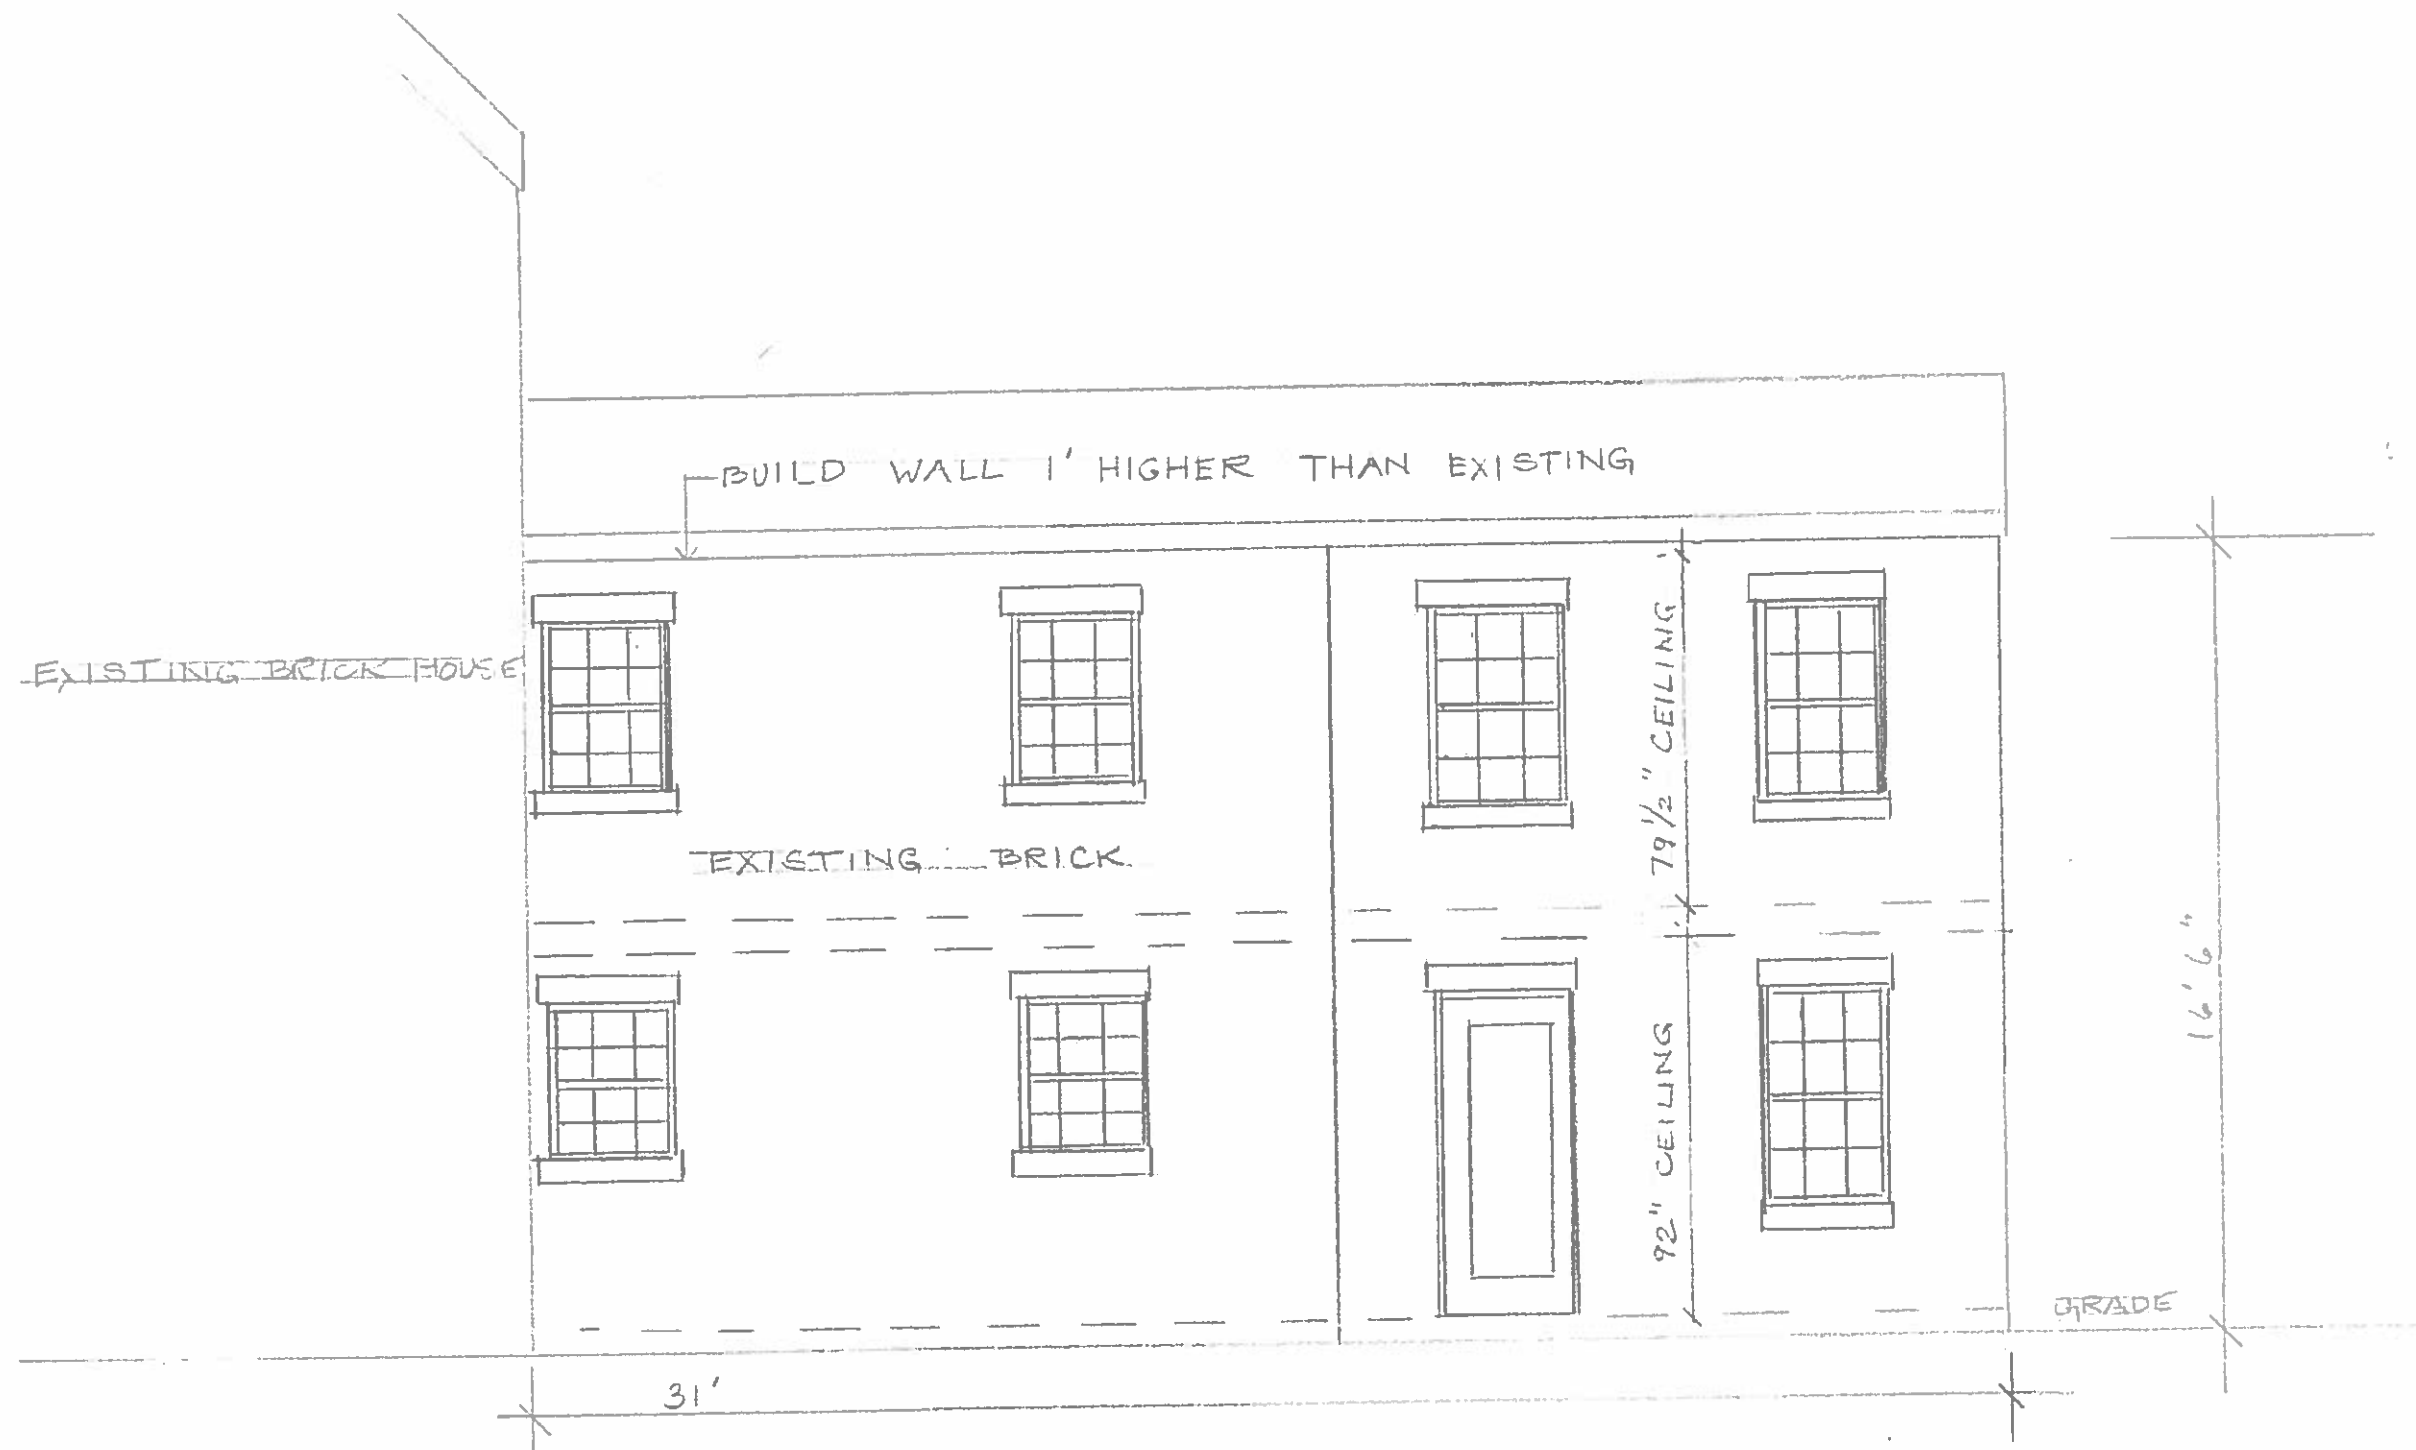 BUILD WALL 1' HIGHER THAN EXISTING
EXISTING BRICK HOUSE
79 1/2" CEILING
EXISTING BRICK
16' 6"
92" CEILING
GRADE
31'